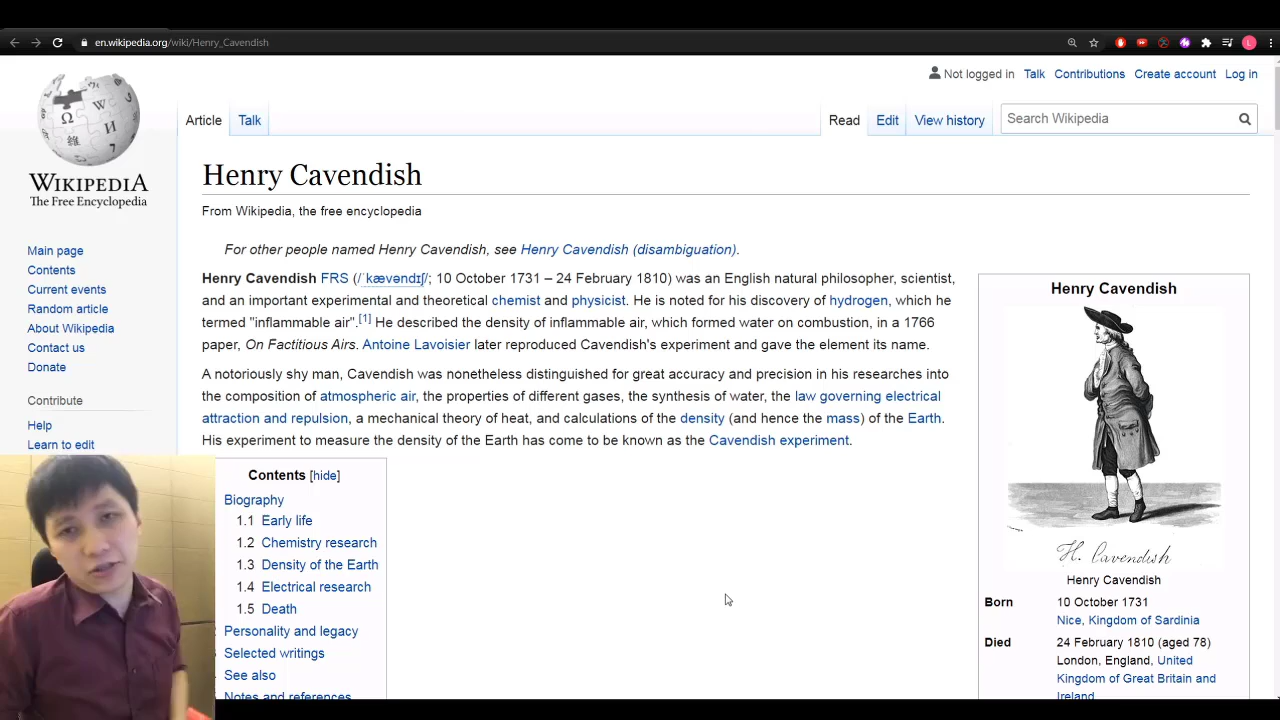 en.wikipedia.org/wiki/Henry_Cavendish
Not logged in Talk Contributions Create account Log in
Article Talk Read Edit View history Search Wikipedia
WIKIPEDIA
The Free Encyclopedia
Main page
Contents
Current events
Random article
About Wikipedia
Contact us
Donate
Contribute
Help
Learn to edit
Henry Cavendish
From Wikipedia, the free encyclopedia
For other people named Henry Cavendish, see Henry Cavendish (disambiguation).
Henry Cavendish FRS (/ˈkævəndɪʃ/; 10 October 1731 – 24 February 1810) was an English natural philosopher, scientist,
and an important experimental and theoretical chemist and physicist. He is noted for his discovery of hydrogen, which he
termed "inflammable air".[1] He described the density of inflammable air, which formed water on combustion, in a 1766
paper, On Factitious Airs. Antoine Lavoisier later reproduced Cavendish's experiment and gave the element its name.
A notoriously shy man, Cavendish was nonetheless distinguished for great accuracy and precision in his researches into
the composition of atmospheric air, the properties of different gases, the synthesis of water, the law governing electrical
attraction and repulsion, a mechanical theory of heat, and calculations of the density (and hence the mass) of the Earth.
His experiment to measure the density of the Earth has come to be known as the Cavendish experiment.
Contents [hide]
Biography
1.1 Early life
1.2 Chemistry research
1.3 Density of the Earth
1.4 Electrical research
1.5 Death
Personality and legacy
Selected writings
See also
Notes and references
Henry Cavendish
H. Cavendish
Henry Cavendish
Born 10 October 1731
Nice, Kingdom of Sardinia
Died 24 February 1810 (aged 78)
London, England, United
Kingdom of Great Britain and
Ireland